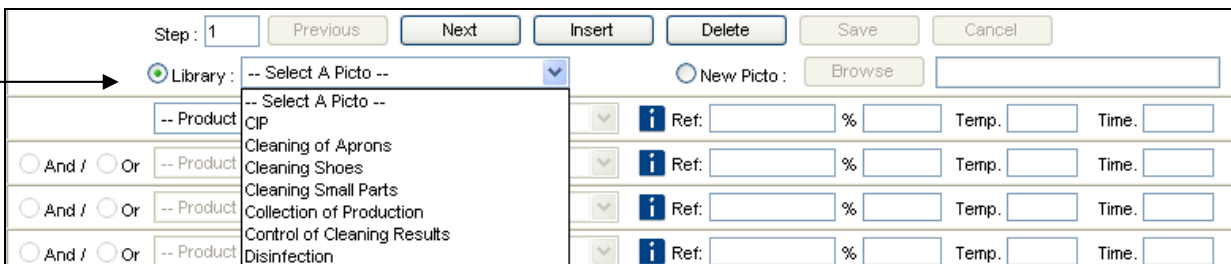 Step : 1 Previous Next Insert Delete Save Cancel
Library : -- Select A Picto -- New Picto : Browse
-- Select A Picto --
-- Product CIP Ref: % Temp. Time.
Cleaning of Aprons
And / Or -- Product Cleaning Shoes Ref: % Temp. Time.
Cleaning Small Parts
And / Or -- Product Collection of Production Ref: % Temp. Time.
Control of Cleaning Results
And / Or -- Product Disinfection Ref: % Temp. Time.